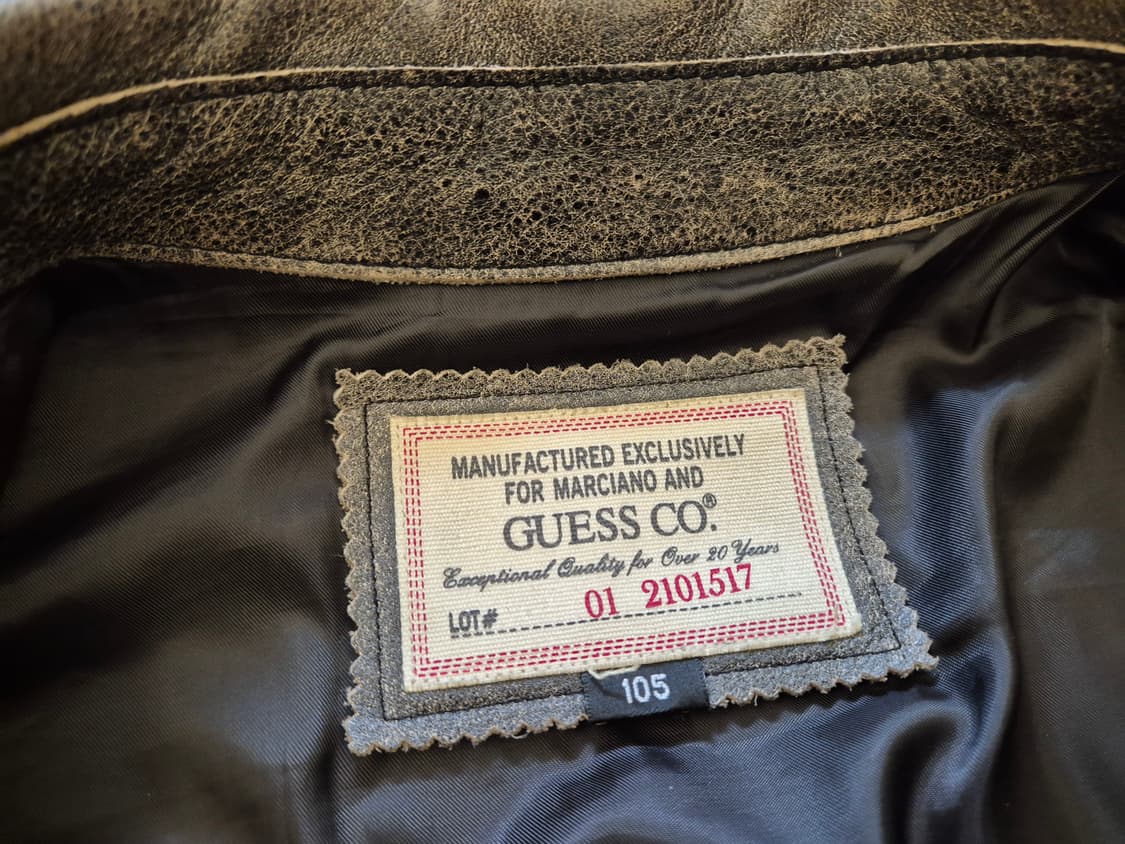 MANUFACTURED EXCLUSIVELY
FOR MARCIANO AND
GUESS CO.®
Exceptional Quality for Over 20 Years
LOT# 01 2101517
105